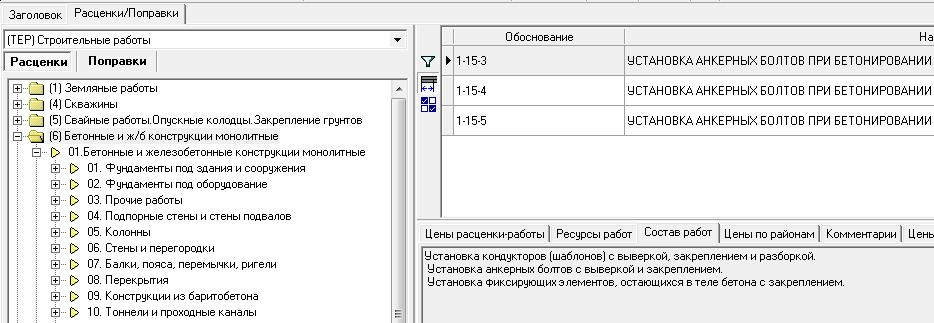 Заголовок Расценки/Поправки
(ТЕР) Строительные работы
Расценки Поправки
(1) Земляные работы
(4) Скважины
(5) Свайные работы.Опускные колодцы.Закрепление грунтов
(6) Бетонные и ж/б конструкции монолитные
01.Бетонные и железобетонные конструкции монолитные
01. Фундаменты под здания и сооружения
02. Фундаменты под оборудование
03. Прочие работы
04. Подпорные стены и стены подвалов
05. Колонны
06. Стены и перегородки
07. Балки, пояса, перемычки, ригели
08. Перекрытия
09. Конструкции из баритобетона
10. Тоннели и проходные каналы
Обоснование На
1-15-3 УСТАНОВКА АНКЕРНЫХ БОЛТОВ ПРИ БЕТОНИРОВАНИИ
1-15-4 УСТАНОВКА АНКЕРНЫХ БОЛТОВ ПРИ БЕТОНИРОВАНИИ
1-15-5 УСТАНОВКА АНКЕРНЫХ БОЛТОВ ПРИ БЕТОНИРОВАНИИ
Цены расценки-работы Ресурсы работ Состав работ Цены по районам Комментарии Цены
Установка кондукторов (шаблонов) с выверкой, закреплением и разборкой.
Установка анкерных болтов с выверкой и закреплением.
Установка фиксирующих элементов, остающихся в теле бетона с закреплением.